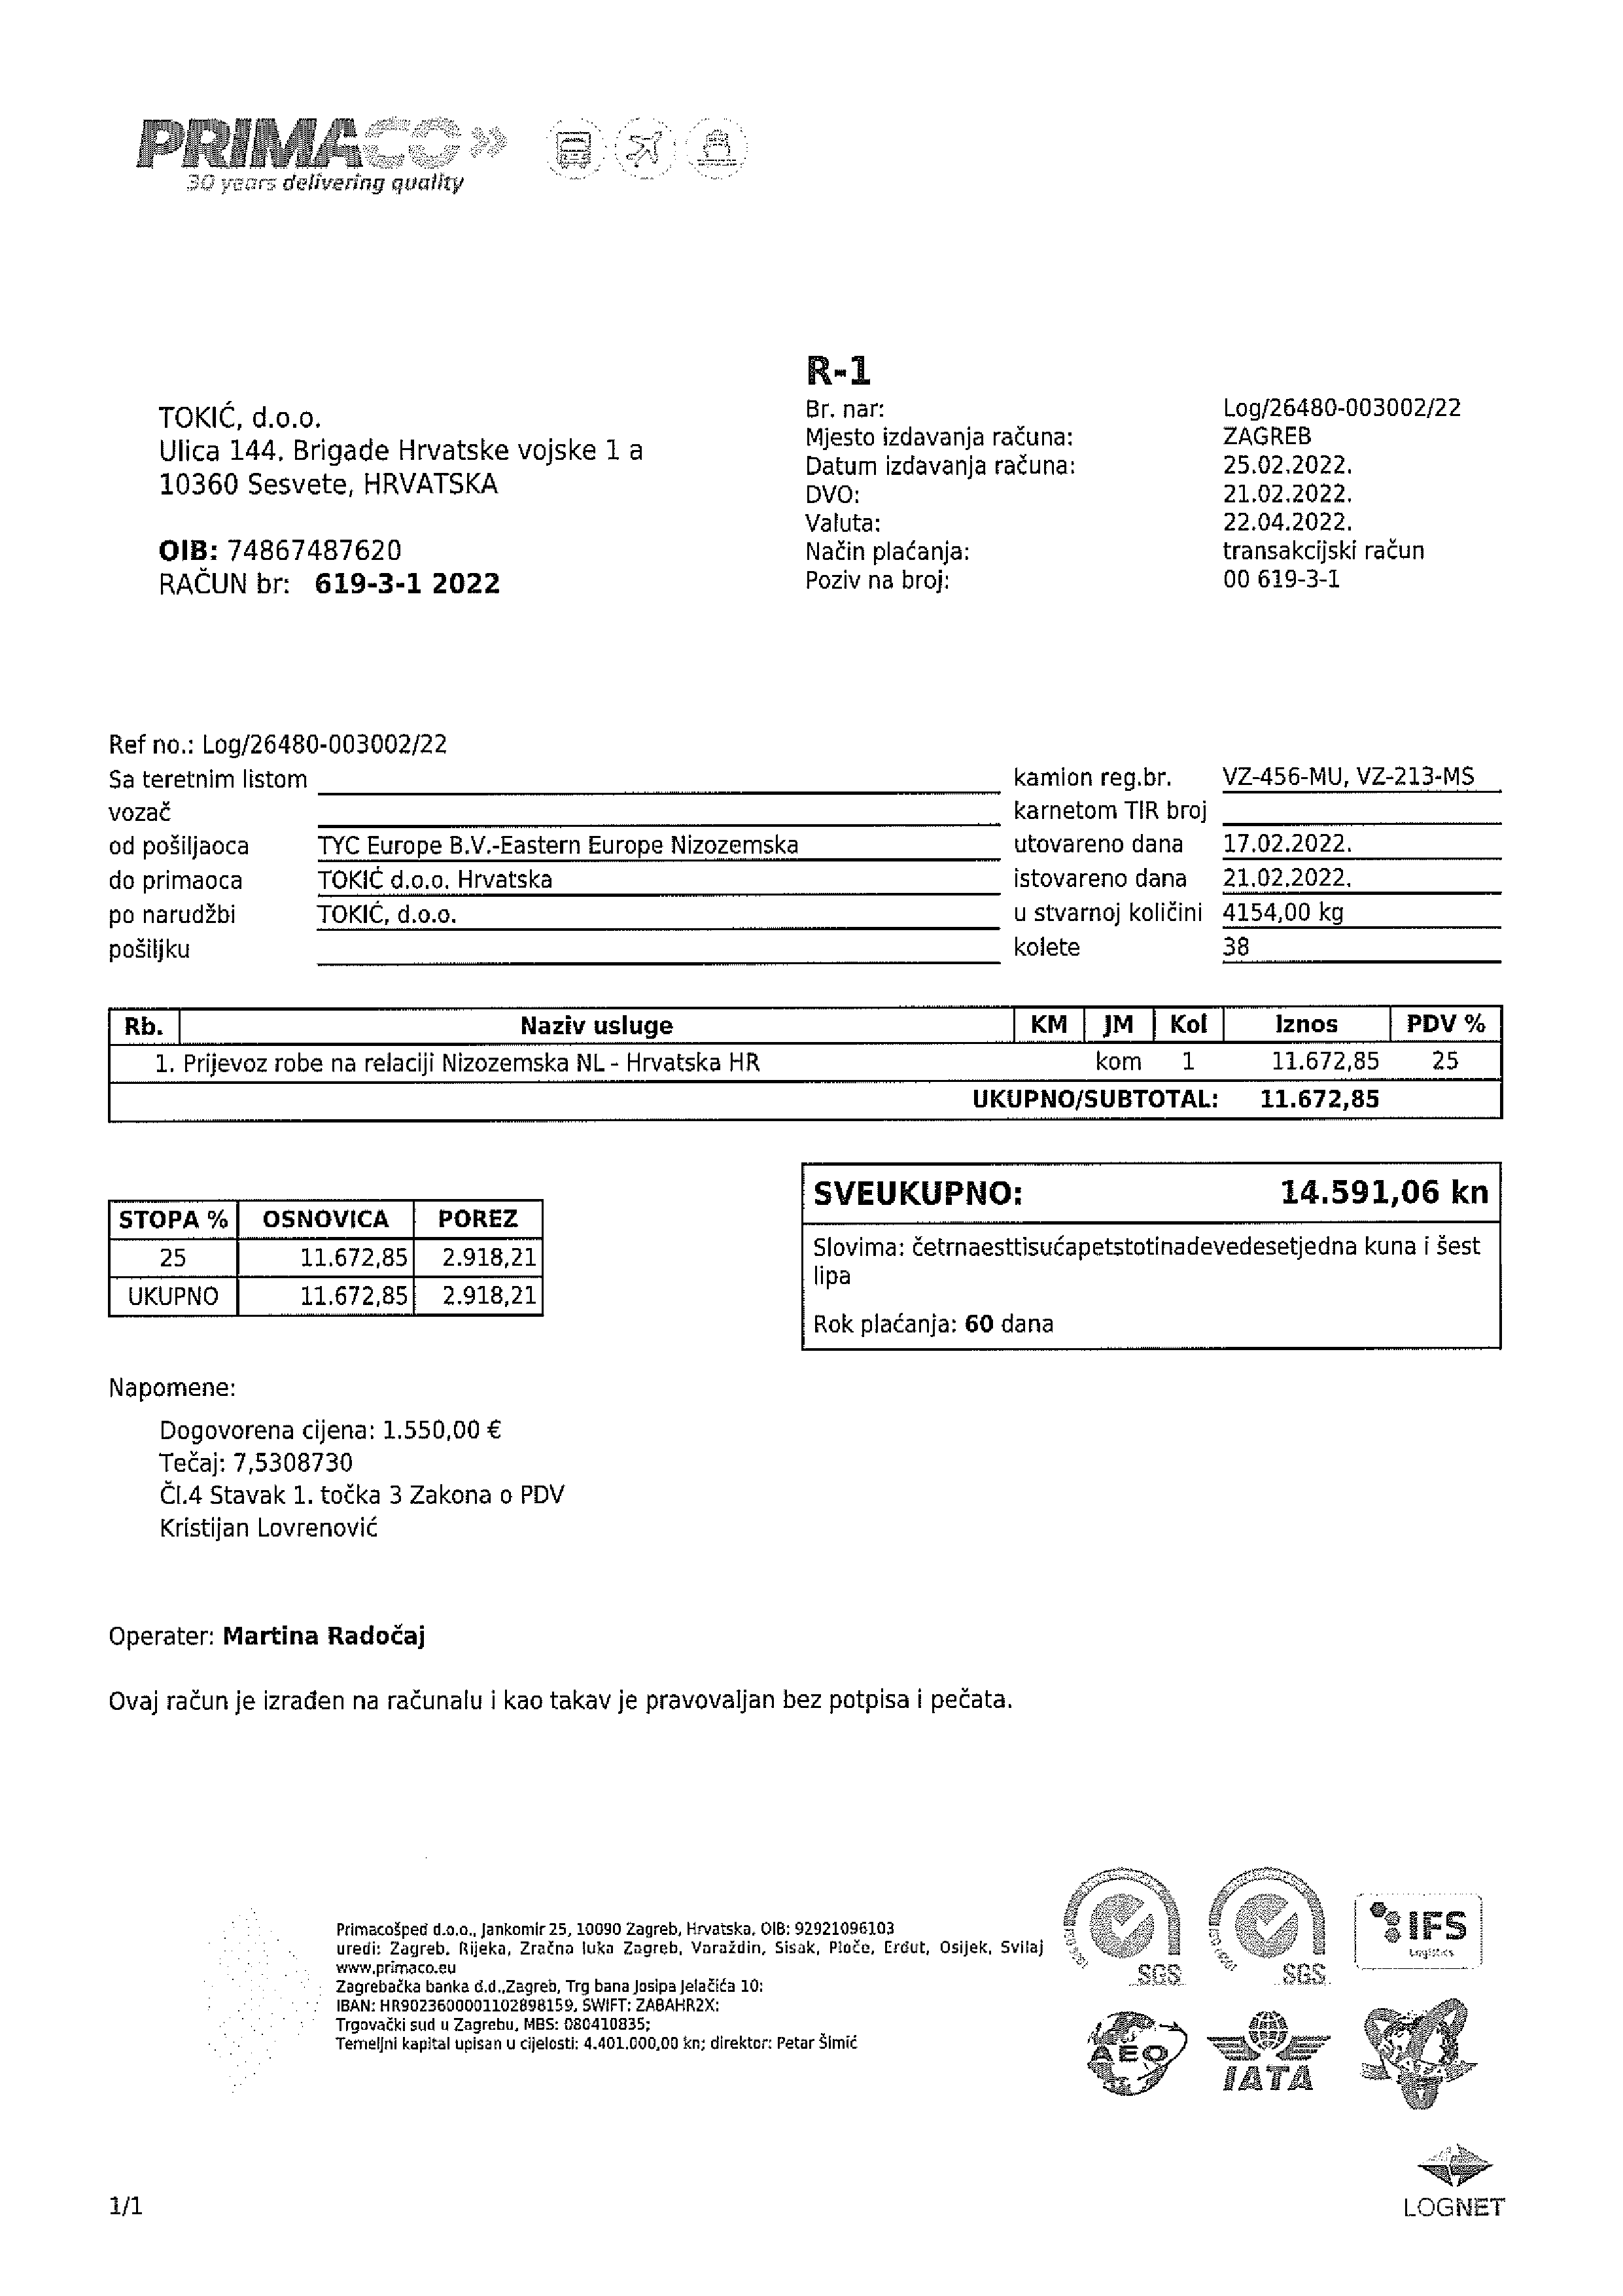 PRIMACO
30 years delivering quality
R-1
TOKIĆ, d.o.o.
Ulica 144. Brigade Hrvatske vojske 1 a
10360 Sesvete, HRVATSKA
OIB: 74867487620
RAČUN br: 619-3-1 2022
Br. nar: Log/26480-003002/22
Mjesto izdavanja računa: ZAGREB
Datum izdavanja računa: 25.02.2022.
DVO: 21.02.2022.
Valuta: 22.04.2022.
Način plaćanja: transakcijski račun
Poziv na broj: 00 619-3-1
Ref no.: Log/26480-003002/22
Sa teretnim listom kamion reg.br. VZ-456-MU, VZ-213-MS
vozač karnetom TIR broj
od pošiljaoca TYC Europe B.V.-Eastern Europe Nizozemska utovareno dana 17.02.2022.
do primaoca TOKIĆ d.o.o. Hrvatska istovareno dana 21.02.2022.
po narudžbi TOKIĆ, d.o.o. u stvarnoj količini 4154,00 kg
pošiljku kolete 38
Rb. Naziv usluge KM JM Kol Iznos PDV %
1. Prijevoz robe na relaciji Nizozemska NL - Hrvatska HR kom 1 11.672,85 25
UKUPNO/SUBTOTAL: 11.672,85
STOPA % OSNOVICA POREZ
25 11.672,85 2.918,21
UKUPNO 11.672,85 2.918,21
SVEUKUPNO: 14.591,06 kn
Slovima: četrnaesttisućapetstotinadevedesetjedna kuna i šest
lipa
Rok plaćanja: 60 dana
Napomene:
Dogovorena cijena: 1.550,00 €
Tečaj: 7,5308730
Čl.4 Stavak 1. točka 3 Zakona o PDV
Kristijan Lovrenović
Operater: Martina Radočaj
Ovaj račun je izrađen na računalu i kao takav je pravovaljan bez potpisa i pečata.
Primacošped d.o.o., Jankomir 25, 10090 Zagreb, Hrvatska, OIB: 92921096103
uredi: Zagreb, Rijeka, Zračna luka Zagreb, Varaždin, Sisak, Ploče, Erdut, Osijek, Svilaj
www.primaco.eu
Zagrebačka banka d.d.,Zagreb, Trg bana Josipa Jelačića 10;
IBAN: HR9023600001102898159, SWIFT: ZABAHR2X;
Trgovački sud u Zagrebu, MBS: 080410835;
Temeljni kapital upisan u cijelosti: 4.401.000,00 kn; direktor: Petar Šimić
SGS
SGS
IFS
Logistics
AEO
IATA
LOGNET
1/1